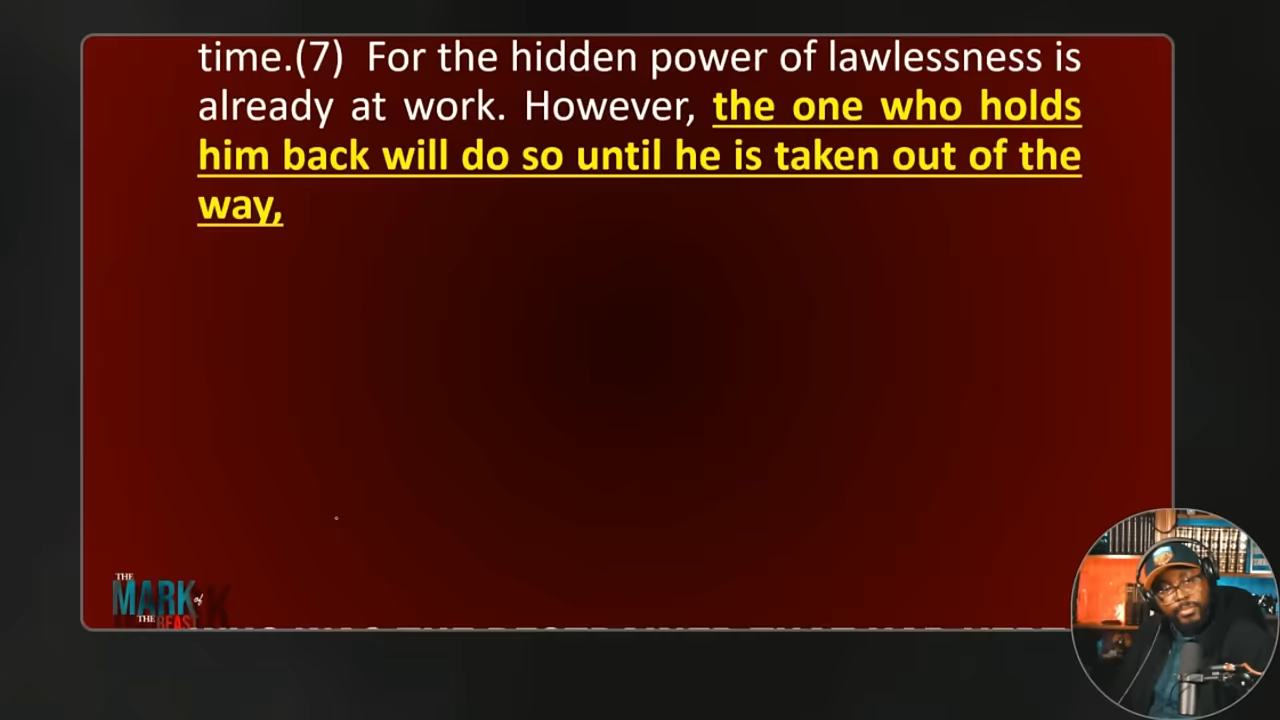 time.(7) For the hidden power of lawlessness is
already at work. However, the one who holds
him back will do so until he is taken out of the
way,
THE
MARK of
THE BEAST